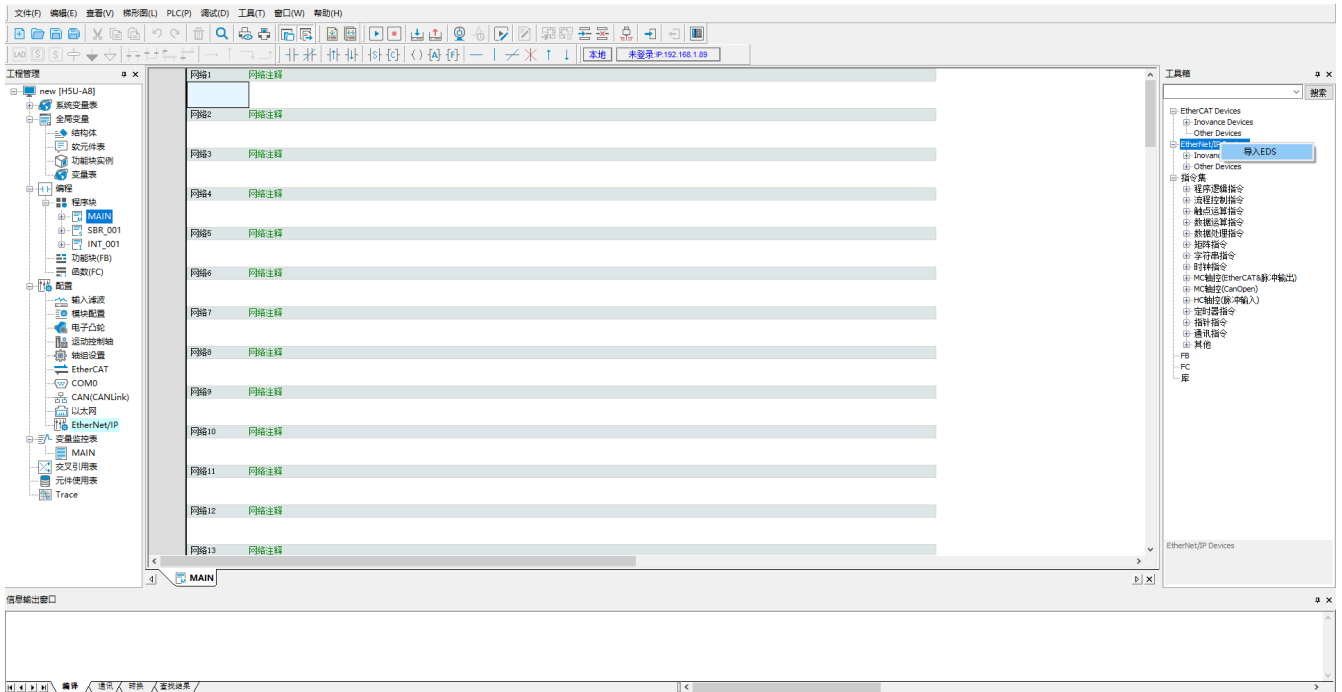 文件(F) 编辑(E) 查看(V) 梯形图(L) PLC(P) 调试(D) 工具(T) 窗口(W) 帮助(H)
LAD S S
本地 未登录:IP:192.168.1.89
工程管理
new [H5U-A8]
系统变量表
全局变量
结构体
软元件表
功能块实例
变量表
编程
程序块
MAIN
SBR_001
INT_001
功能块(FB)
函数(FC)
配置
输入滤波
模块配置
电子凸轮
运动控制轴
轴组设置
EtherCAT
COM0
CAN(CANLink)
以太网
EtherNet/IP
变量监控表
MAIN
交叉引用表
元件使用表
Trace
网络1 网络注释
网络2 网络注释
网络3 网络注释
网络4 网络注释
网络5 网络注释
网络6 网络注释
网络7 网络注释
网络8 网络注释
网络9 网络注释
网络10 网络注释
网络11 网络注释
网络12 网络注释
网络13 网络注释
MAIN
工具箱
搜索
EtherCAT Devices
Inovance Devices
Other Devices
EtherNet/IP
导入EDS
Other Devices
指令集
程序逻辑指令
流程控制指令
触点运算指令
数据运算指令
数据处理指令
矩阵指令
字符串指令
时钟指令
MC轴控(EtherCAT&脉冲输出)
MC轴控(CanOpen)
HC轴控(脉冲输入)
定时器指令
指针指令
通讯指令
其他
FB
FC
库
EtherNet/IP Devices
信息输出窗口
编译 通讯 转换 查找结果